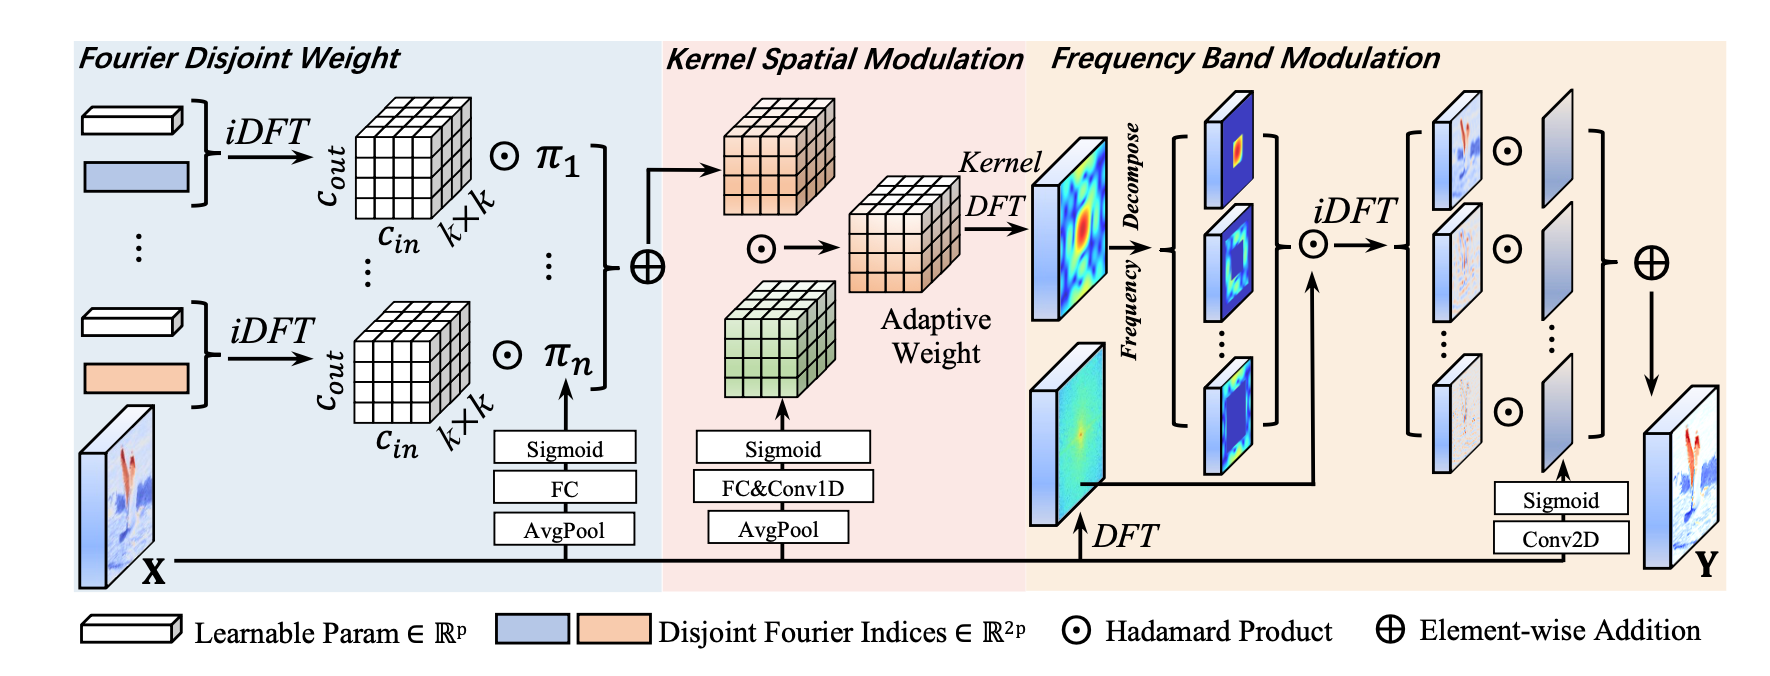 Fourier Disjoint Weight
Kernel Spatial Modulation
Frequency Band Modulation
iDFT
c_out
c_in
k×k
π_1
iDFT
c_out
c_in
k×k
π_n
Sigmoid
FC
AvgPool
X
Sigmoid
FC&Conv1D
AvgPool
Adaptive
Weight
Kernel
DFT
Frequency Decompose
DFT
iDFT
Sigmoid
Conv2D
Y
Learnable Param ∈ ℝᵖ
Disjoint Fourier Indices ∈ ℝ²ᵖ
Hadamard Product
Element-wise Addition